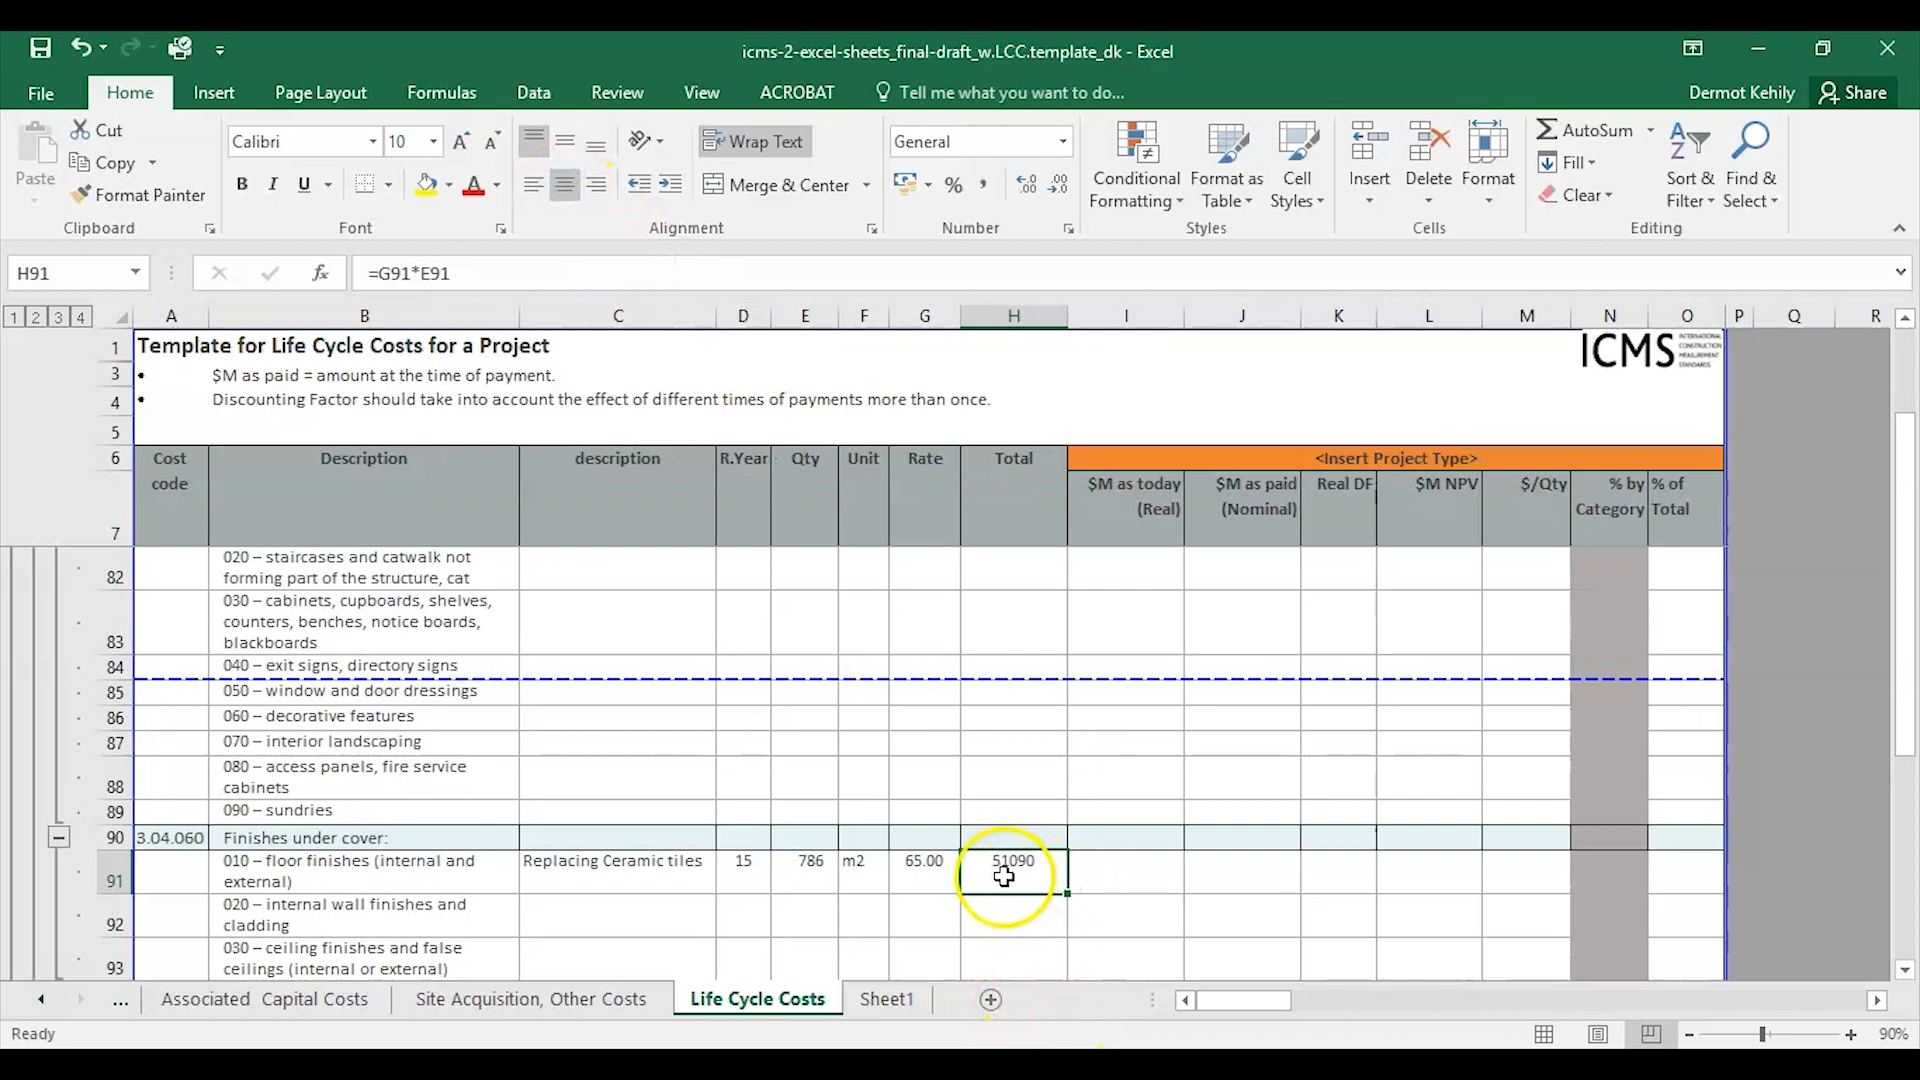 icms-2-excel-sheets_final-draft_w.LCC.template_dk - Excel
File Home Insert Page Layout Formulas Data Review View ACROBAT Tell me what you want to do... Dermot Kehily Share
Paste Cut Copy Format Painter
Clipboard
Calibri 10
B I U
Font
Wrap Text
Merge & Center
Alignment
General
%
Number
Conditional Formatting
Format as Table
Cell Styles
Styles
Insert Delete Format
Cells
AutoSum
Fill
Clear
Sort & Filter
Find & Select
Editing
H91 fx =G91*E91
1 2 3 4 A B C D E F G H I J K L M N O P Q R
1 Template for Life Cycle Costs for a Project
ICMS INTERNATIONAL CONSTRUCTION MEASUREMENT STANDARDS
3 • $M as paid = amount at the time of payment.
4 • Discounting Factor should take into account the effect of different times of payments more than once.
5
6 Cost code Description description R.Year Qty Unit Rate Total <Insert Project Type>
7 $M as today (Real) $M as paid (Nominal) Real DF $M NPV $/Qty % by Category % of Total
82 020 – staircases and catwalk not forming part of the structure, cat
83 030 – cabinets, cupboards, shelves, counters, benches, notice boards, blackboards
84 040 – exit signs, directory signs
85 050 – window and door dressings
86 060 – decorative features
87 070 – interior landscaping
88 080 – access panels, fire service cabinets
89 090 – sundries
90 3.04.060 Finishes under cover:
91 010 – floor finishes (internal and external) Replacing Ceramic tiles 15 786 m2 65.00 51090
92 020 – internal wall finishes and cladding
93 030 – ceiling finishes and false ceilings (internal or external)
... Associated Capital Costs Site Acquisition, Other Costs Life Cycle Costs Sheet1
Ready 90%